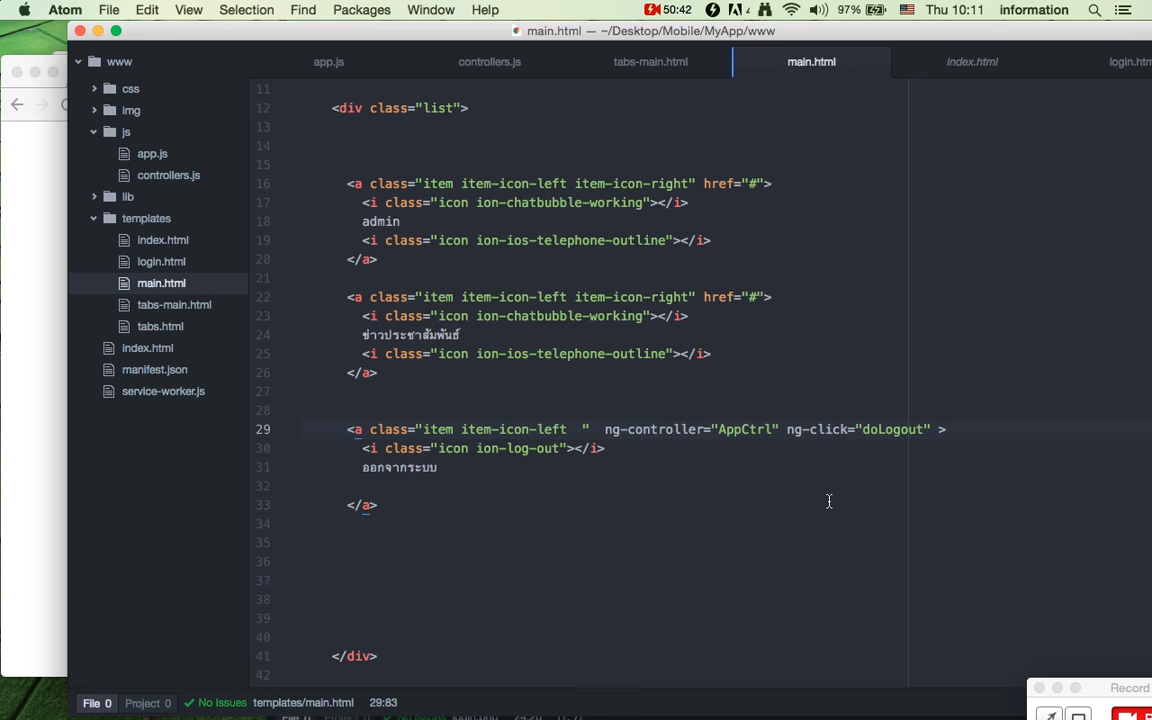 Atom File Edit View Selection Find Packages Window Help 50:42 4 97% Thu 10:11 information
main.html — ~/Desktop/Mobile/MyApp/www
www app.js controllers.js tabs-main.html main.html index.html login.htm
css
img
js
app.js
controllers.js
lib
templates
index.html
login.html
main.html
tabs-main.html
tabs.html
index.html
manifest.json
service-worker.js
11
12 <div class="list">
13
14
15
16 <a class="item item-icon-left item-icon-right" href="#">
17 <i class="icon ion-chatbubble-working"></i>
18 admin
19 <i class="icon ion-ios-telephone-outline"></i>
20 </a>
21
22 <a class="item item-icon-left item-icon-right" href="#">
23 <i class="icon ion-chatbubble-working"></i>
24 ข่าวประชาสัมพันธ์
25 <i class="icon ion-ios-telephone-outline"></i>
26 </a>
27
28
29 <a class="item item-icon-left  "  ng-controller="AppCtrl" ng-click="doLogout" >
30 <i class="icon ion-log-out"></i>
31 ออกจากระบบ
32
33 </a>
34
35
36
37
38
39
40
41 </div>
42
File 0 Project 0 No Issues templates/main.html 29:83
Record